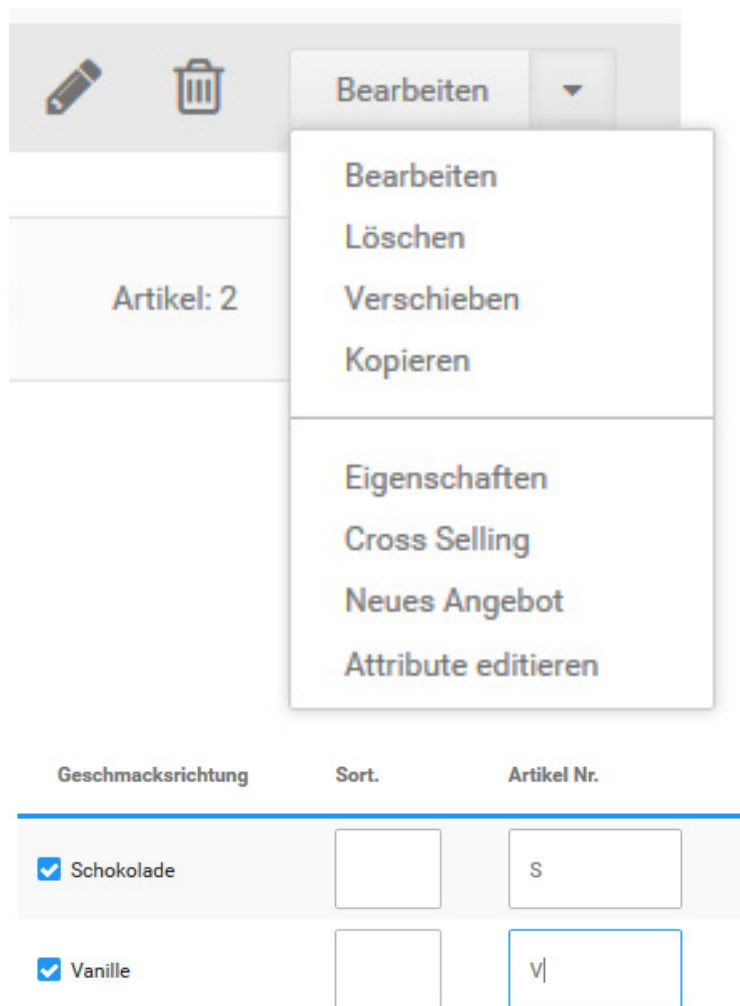 Bearbeiten
Bearbeiten
Löschen
Verschieben
Kopieren
Artikel: 2
Eigenschaften
Cross Selling
Neues Angebot
Attribute editieren
Geschmacksrichtung Sort. Artikel Nr.
Schokolade S
Vanille V